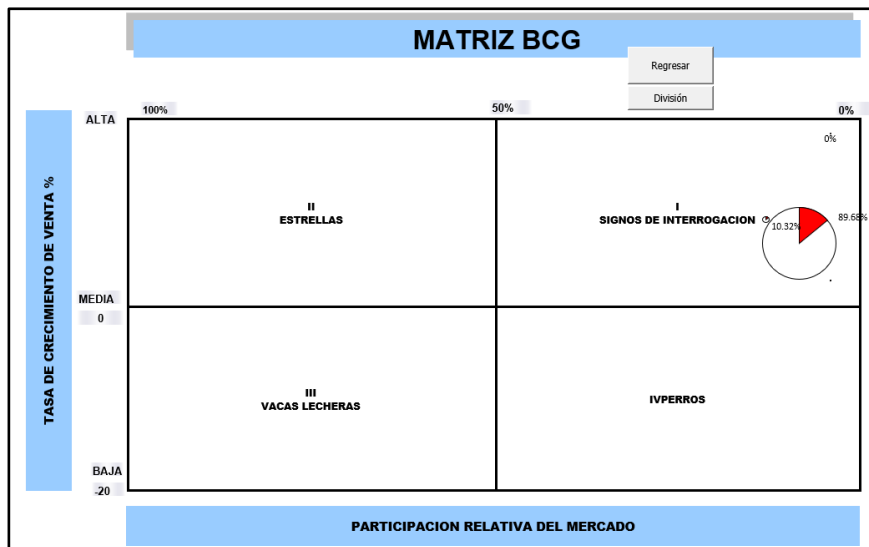 MATRIZ BCG
Regresar
División
100%
50%
0%
ALTA
0%
II
ESTRELLAS
I
SIGNOS DE INTERROGACION
10.32%
89.68%
TASA DE CRECIMIENTO DE VENTA %
MEDIA
0
III
VACAS LECHERAS
IVPERROS
BAJA
-20
PARTICIPACION RELATIVA DEL MERCADO